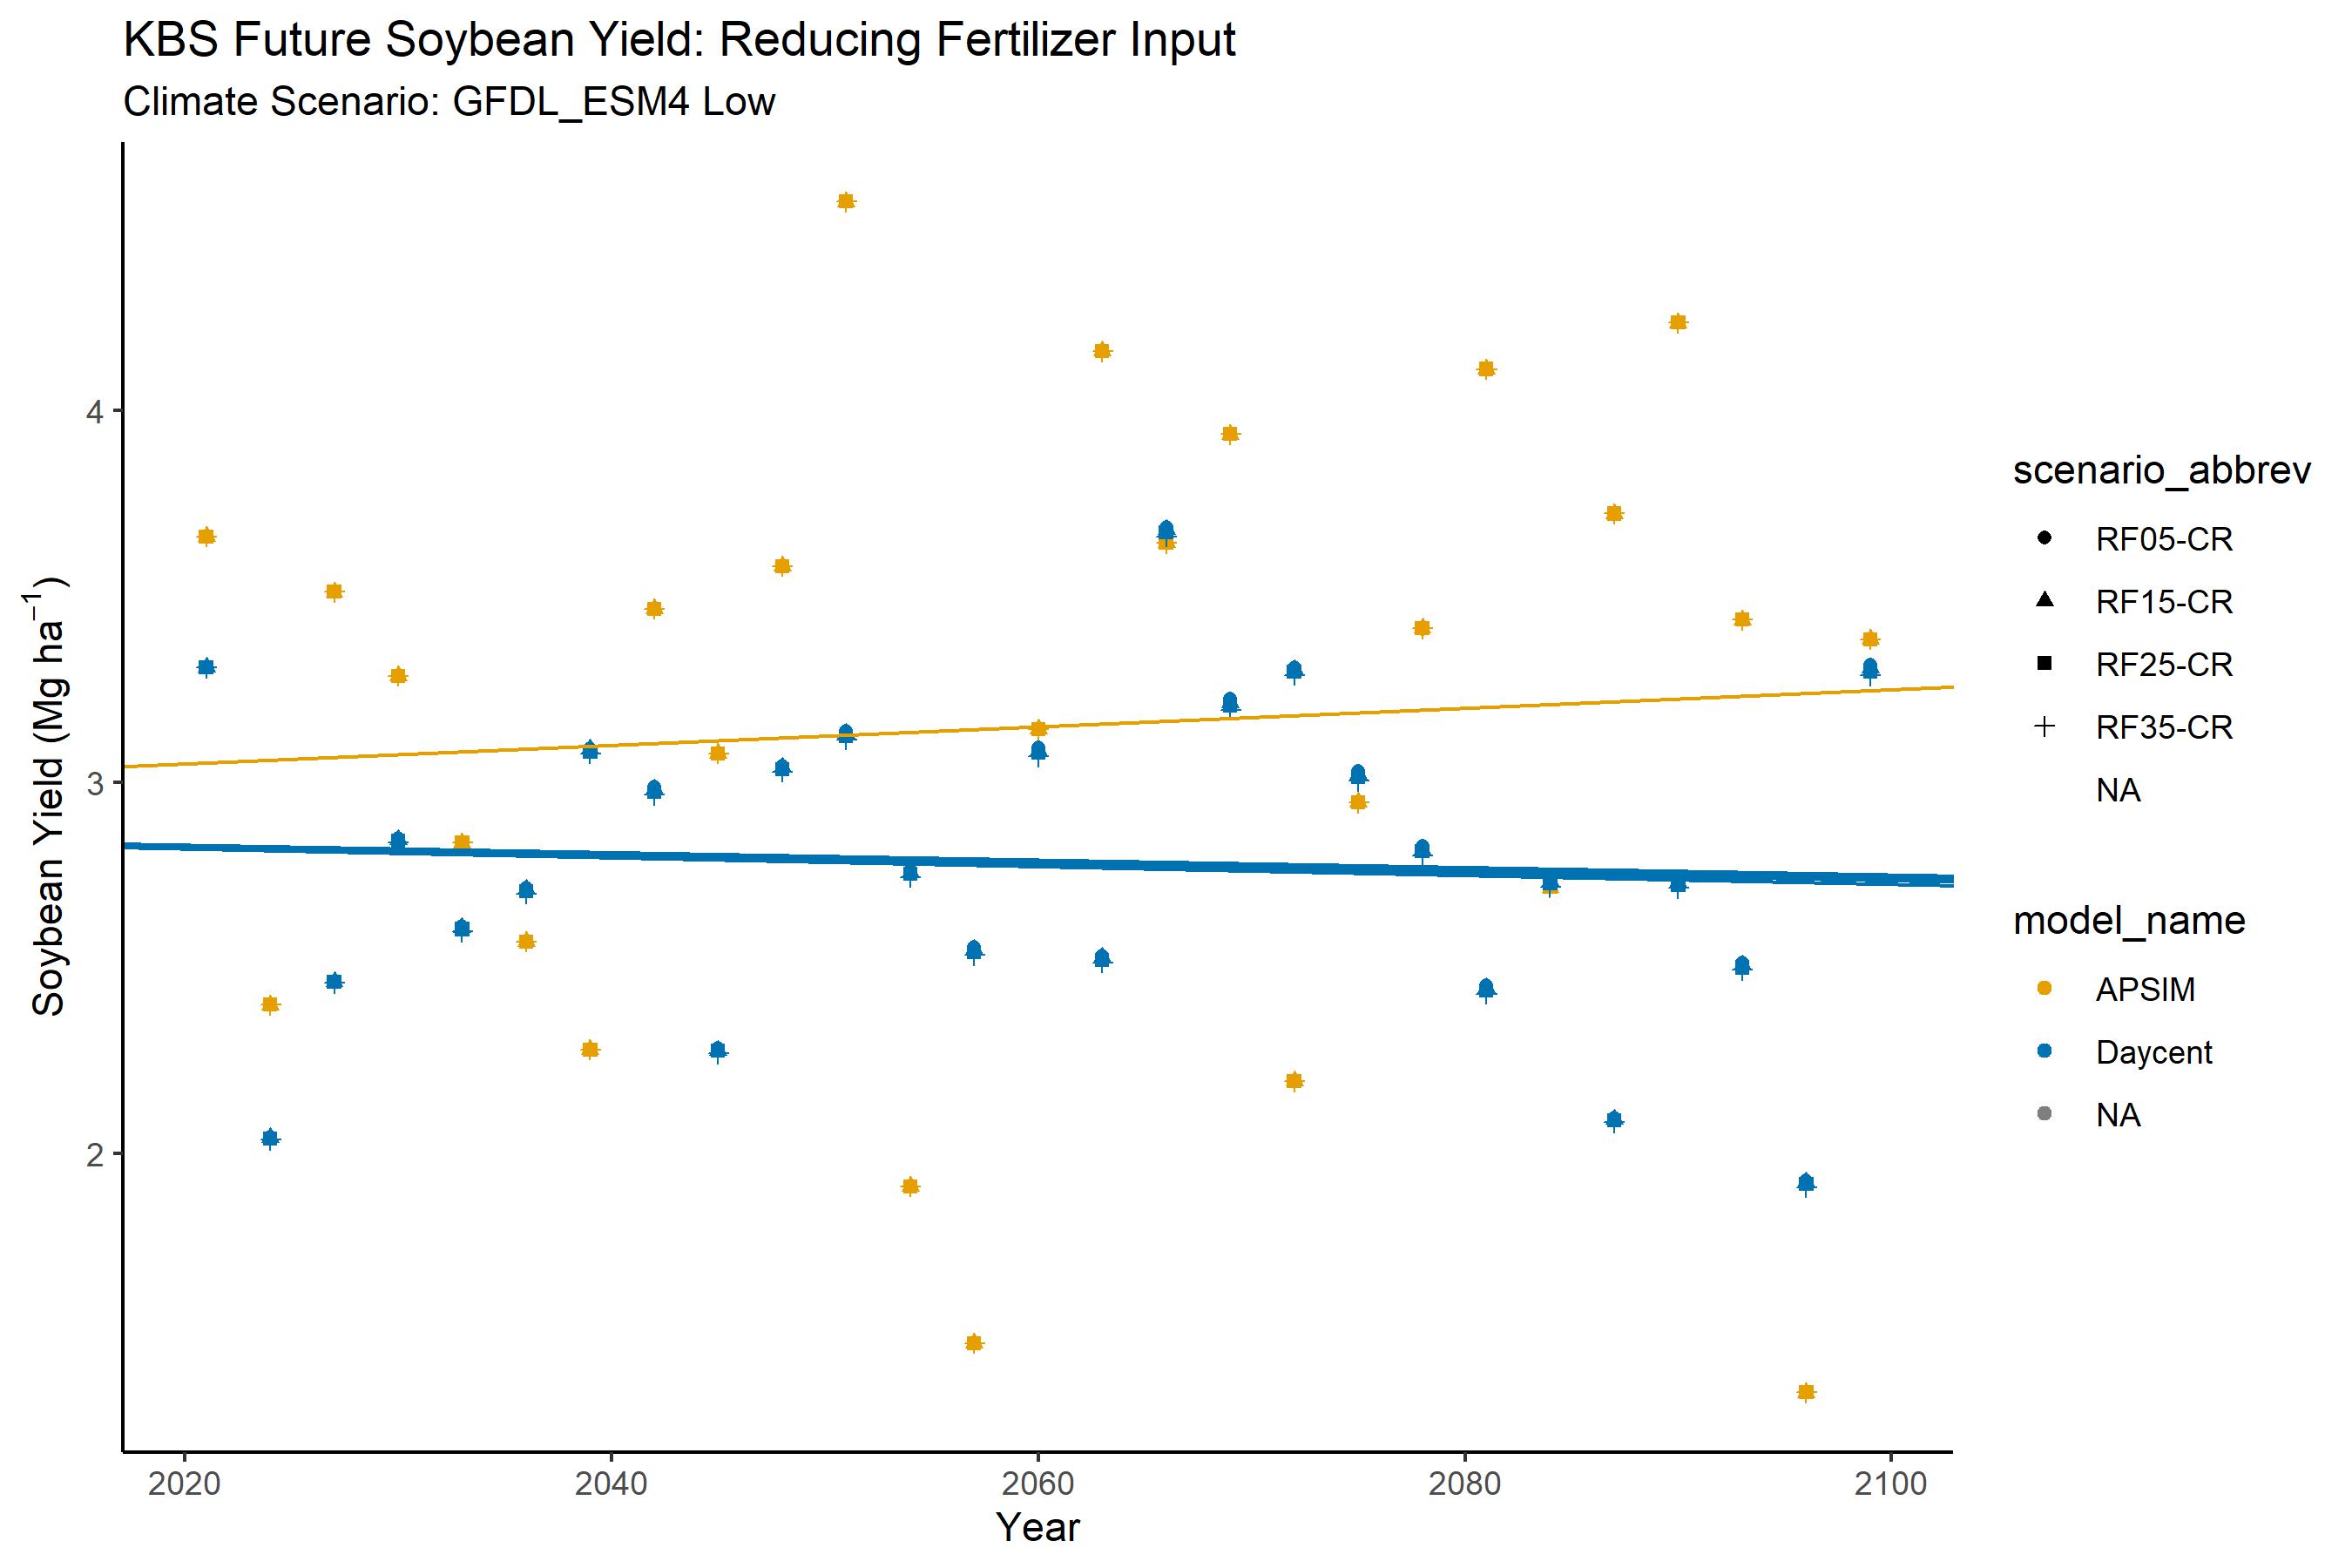 KBS Future Soybean Yield: Reducing Fertilizer Input
Climate Scenario: GFDL_ESM4 Low
Soybean Yield (Mg ha⁻¹)
4
3
2
2020
2040
2060
2080
2100
Year
scenario_abbrev
RF05-CR
RF15-CR
RF25-CR
RF35-CR
NA
model_name
APSIM
Daycent
NA